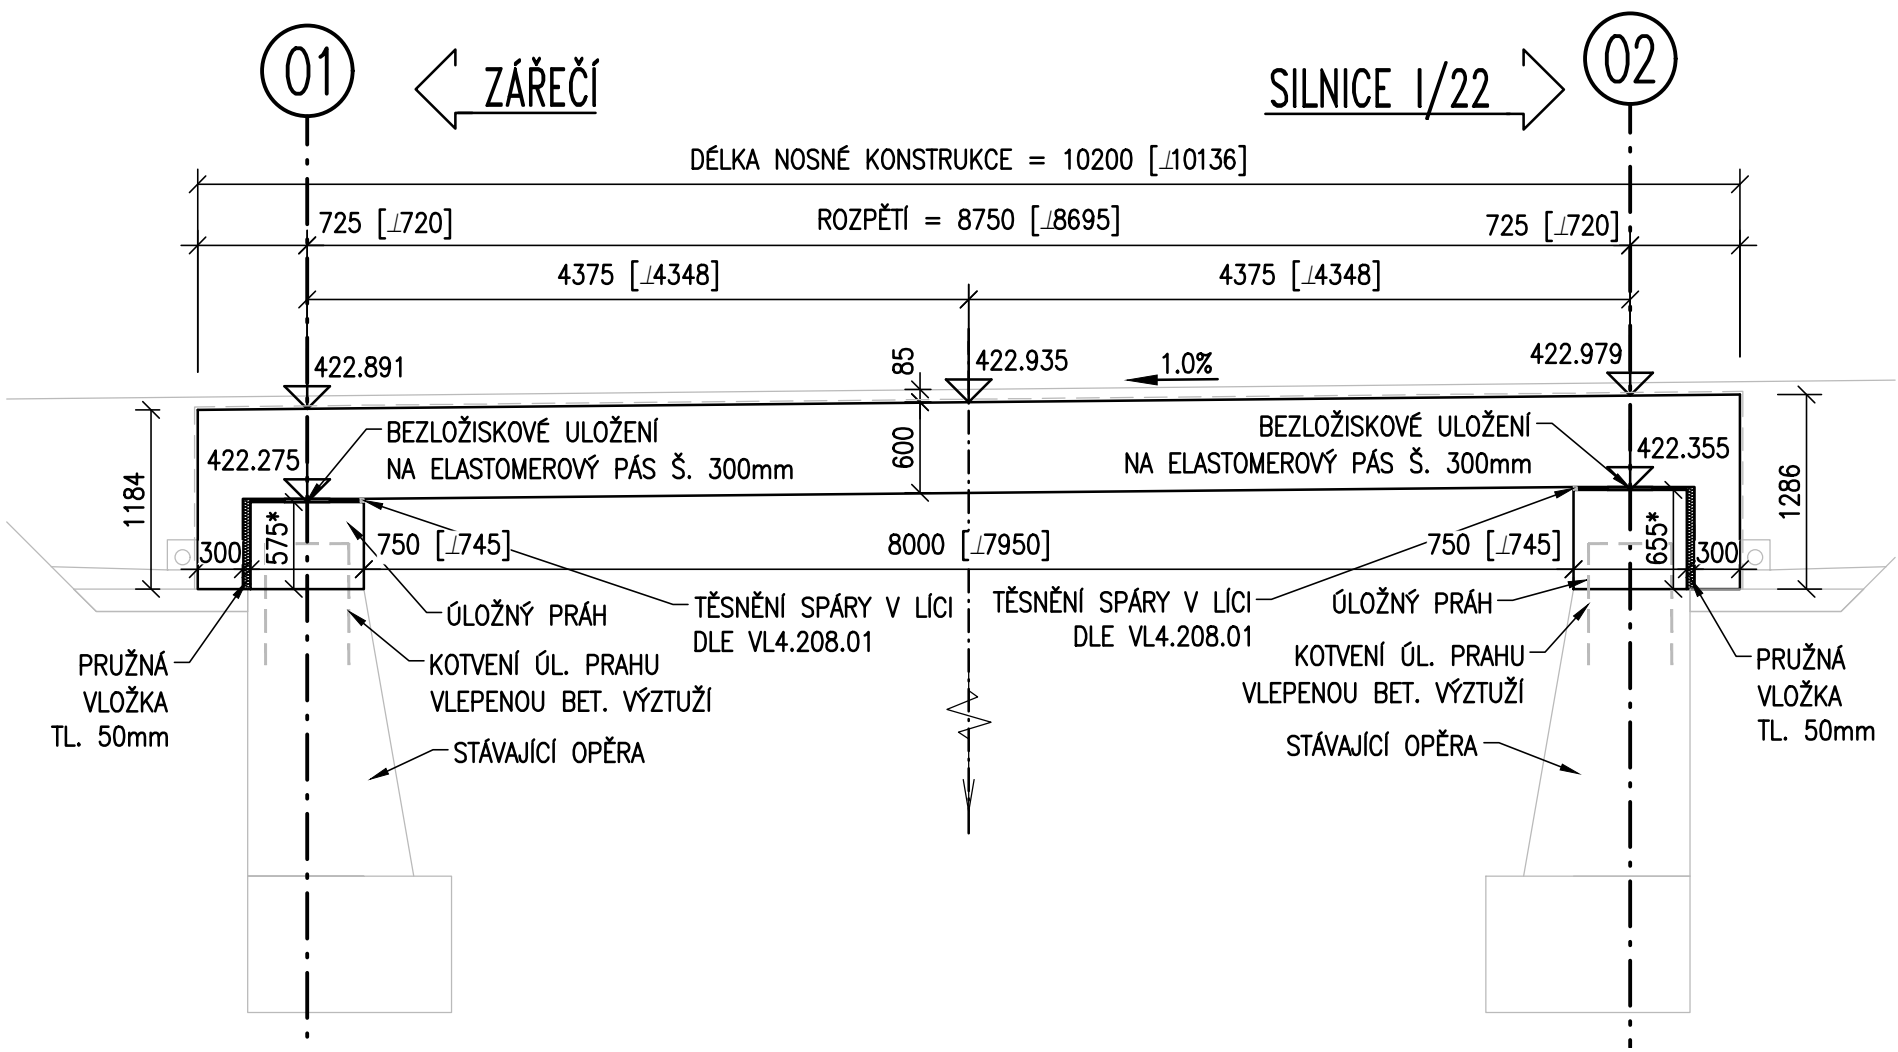 01
ZÁŘEČÍ
SILNICE I/22
02
DÉLKA NOSNÉ KONSTRUKCE = 10200 [⊥10136]
725 [⊥720]
ROZPĚTÍ = 8750 [⊥8695]
725 [⊥720]
4375 [⊥4348]
4375 [⊥4348]
422.891
85
422.935
1.0%
422.979
BEZLOŽISKOVÉ ULOŽENÍ
NA ELASTOMEROVÝ PÁS Š. 300mm
600
BEZLOŽISKOVÉ ULOŽENÍ
NA ELASTOMEROVÝ PÁS Š. 300mm
422.275
422.355
1184
1286
300
575*
750 [⊥745]
8000 [⊥7950]
750 [⊥745]
655*
300
ÚLOŽNÝ PRÁH
TĚSNĚNÍ SPÁRY V LÍCI
DLE VL4.208.01
TĚSNĚNÍ SPÁRY V LÍCI
DLE VL4.208.01
ÚLOŽNÝ PRÁH
PRUŽNÁ
VLOŽKA
TL. 50mm
KOTVENÍ ÚL. PRAHU
VLEPENOU BET. VÝZTUŽÍ
KOTVENÍ ÚL. PRAHU
VLEPENOU BET. VÝZTUŽÍ
PRUŽNÁ
VLOŽKA
TL. 50mm
STÁVAJÍCÍ OPĚRA
STÁVAJÍCÍ OPĚRA